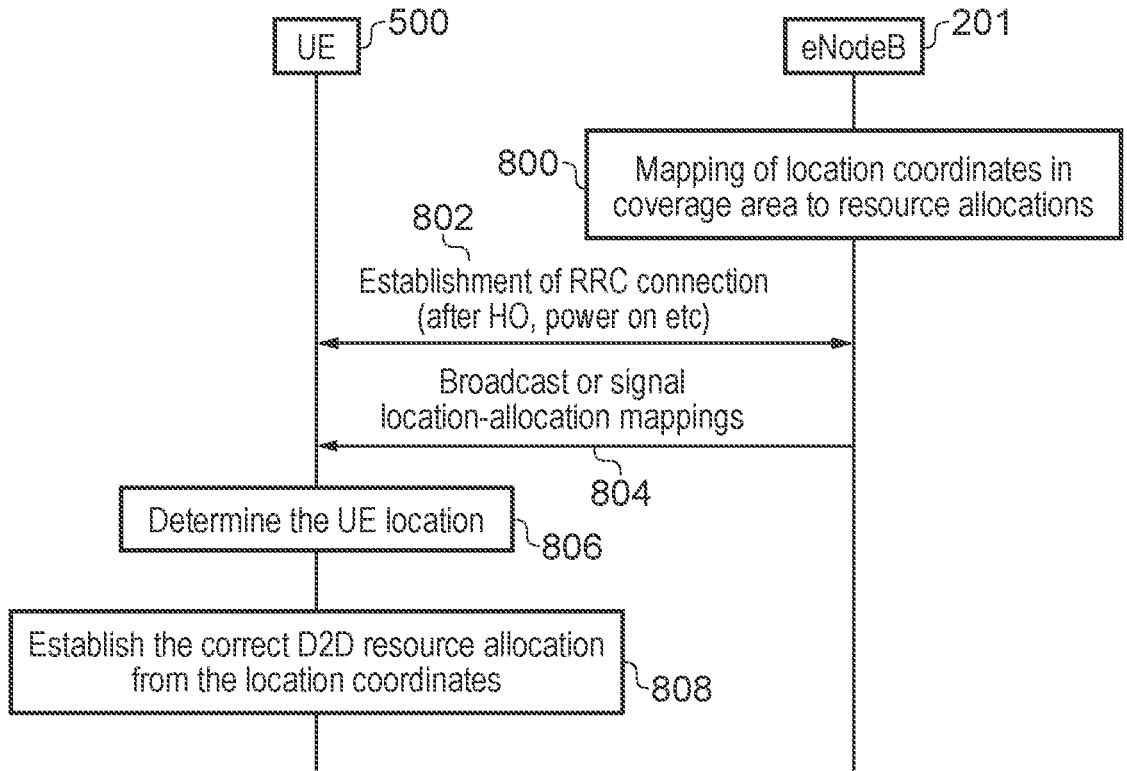 UE
500
eNodeB
201
800
Mapping of location coordinates in
coverage area to resource allocations
802
Establishment of RRC connection
(after HO, power on etc)
Broadcast or signal
location-allocation mappings
804
Determine the UE location
806
Establish the correct D2D resource allocation
from the location coordinates
808